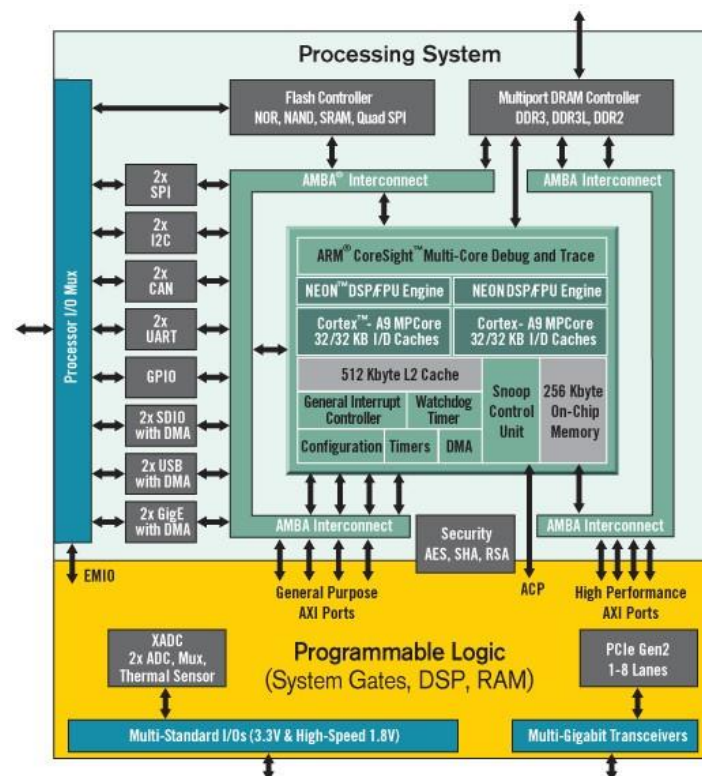 Processing System
Flash Controller
NOR, NAND, SRAM, Quad SPI
Multiport DRAM Controller
DDR3, DDR3L, DDR2
AMBA® Interconnect
AMBA Interconnect
Processor I/O Mux
2x
SPI
2x
I2C
2x
CAN
2x
UART
GPIO
2x SDIO
with DMA
2x USB
with DMA
2x GigE
with DMA
ARM® CoreSight™ Multi-Core Debug and Trace
NEON™ DSP/FPU Engine
NEON DSP/FPU Engine
Cortex™- A9 MPCore
32/32 KB I/D Caches
Cortex- A9 MPCore
32/32 KB I/D Caches
512 Kbyte L2 Cache
General Interrupt
Controller
Watchdog
Timer
Configuration
Timers
DMA
Snoop
Control
Unit
256 Kbyte
On-Chip
Memory
AMBA Interconnect
Security
AES, SHA, RSA
AMBA Interconnect
EMIO
General Purpose
AXI Ports
ACP
High Performance
AXI Ports
XADC
2x ADC, Mux,
Thermal Sensor
Programmable Logic
(System Gates, DSP, RAM)
PCIe Gen2
1-8 Lanes
Multi-Standard I/Os (3.3V & High-Speed 1.8V)
Multi-Gigabit Transceivers